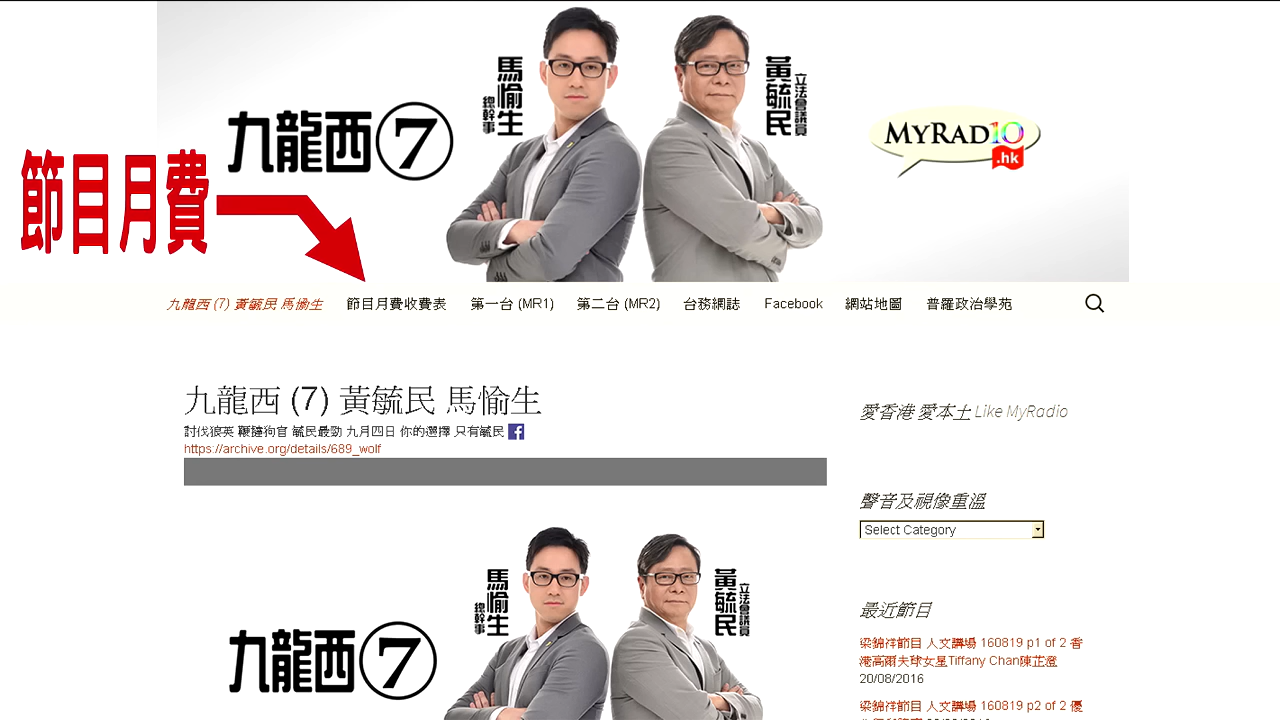 馬愉生
總幹事
黃毓民
立法會議員
九龍西 7
MYRAD10
.hk
節目月費
九龍西 (7) 黃毓民 馬愉生
節目月費收費表
第一台 (MR1)
第二台 (MR2)
台務網誌
Facebook
網站地圖
普羅政治學苑
九龍西 (7) 黃毓民 馬愉生
討伐狼英 鞭撻狗官 毓民最勁 九月四日 你的選擇 只有毓民
https://archive.org/details/689_wolf
馬愉生
總幹事
黃毓民
立法會議員
九龍西 7
愛香港 愛本土 Like MyRadio
聲音及視像重溫
Select Category
最近節目
梁錦祥節目 人文講場 160819 p1 of 2 香
港高爾夫球女星Tiffany Chan陳芷澄
20/08/2016
梁錦祥節目 人文講場 160819 p2 of 2 優